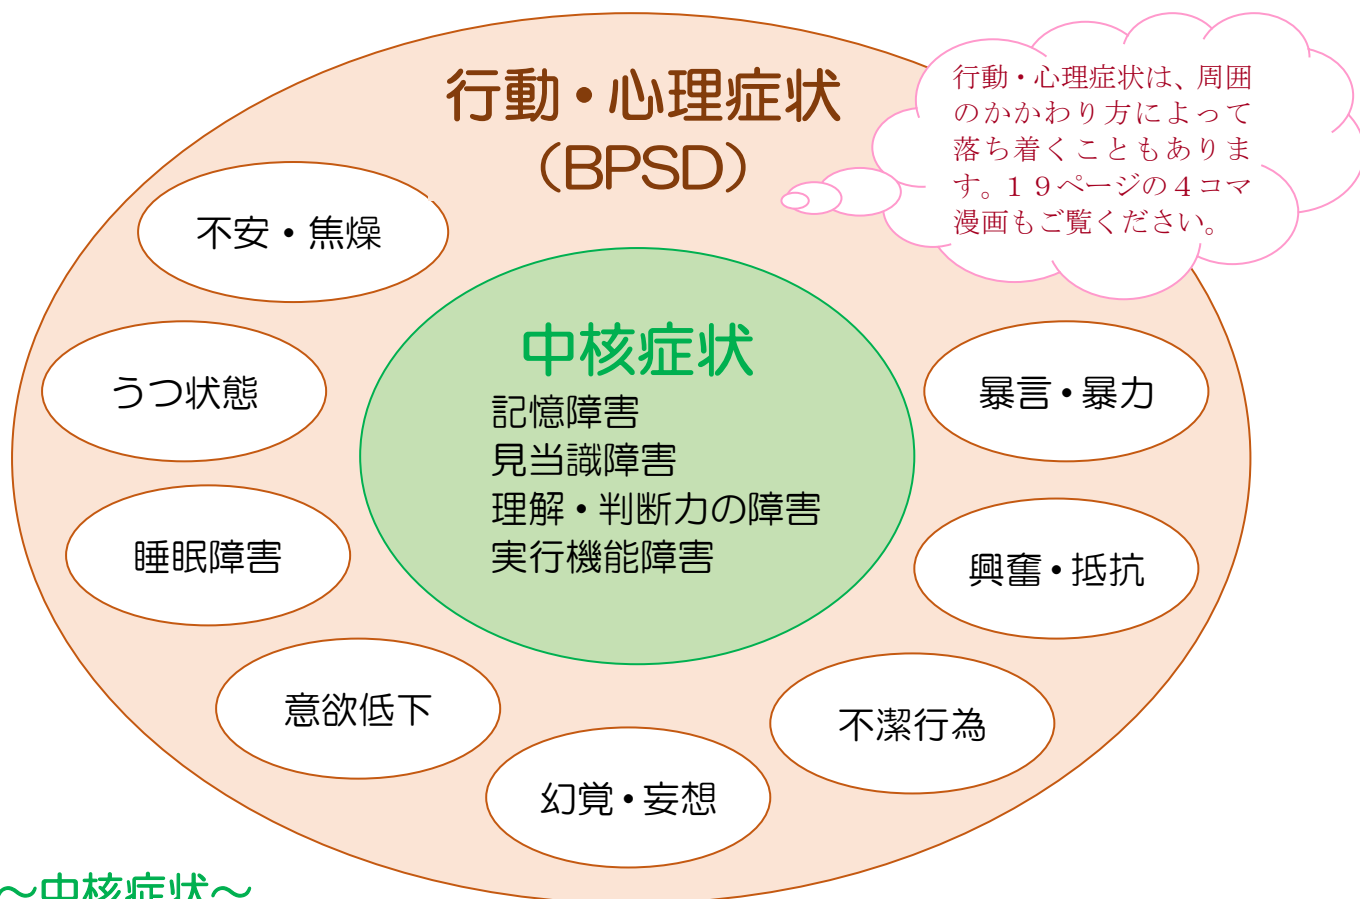 行動・心理症状
（BPSD）
行動・心理症状は、周囲
のかかわり方によって
落ち着くこともありま
す。１９ページの４コマ
漫画もご覧ください。
不安・焦燥
うつ状態
睡眠障害
意欲低下
幻覚・妄想
不潔行為
興奮・抵抗
暴言・暴力
中核症状
記憶障害
見当識障害
理解・判断力の障害
実行機能障害
～中核症状～